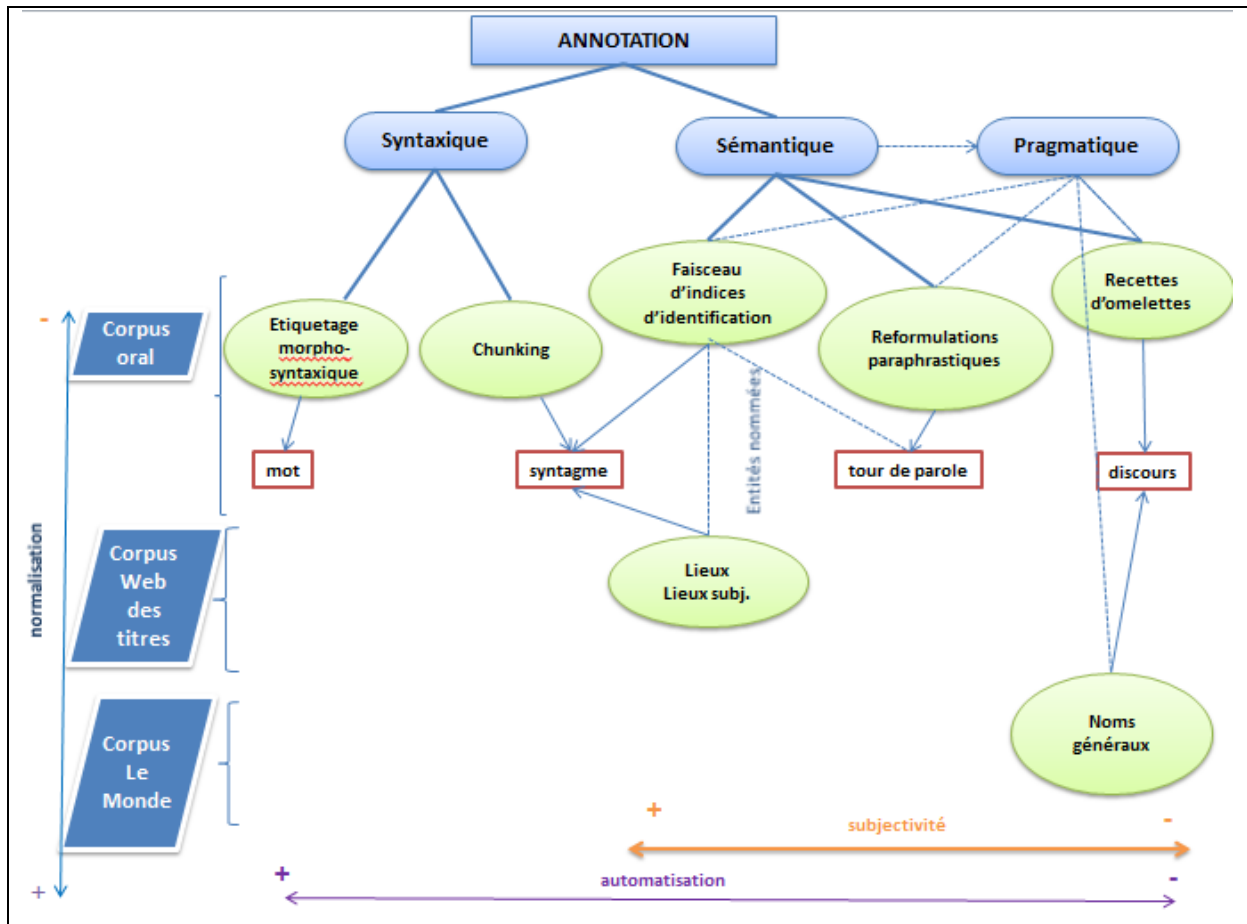 ANNOTATION
Syntaxique
Sémantique
Pragmatique
Faisceau
d'indices
d'identification
Recettes
d'omelettes
-
Corpus
oral
Etiquetage
morpho-
syntaxique
Chunking
Reformulations
paraphrastiques
Entités nommées
mot
syntagme
tour de parole
discours
normalisation
Corpus
Web
des
titres
Lieux
Lieux subj.
Corpus
Le
Monde
Noms
généraux
+
-
subjectivité
+
-
automatisation
+